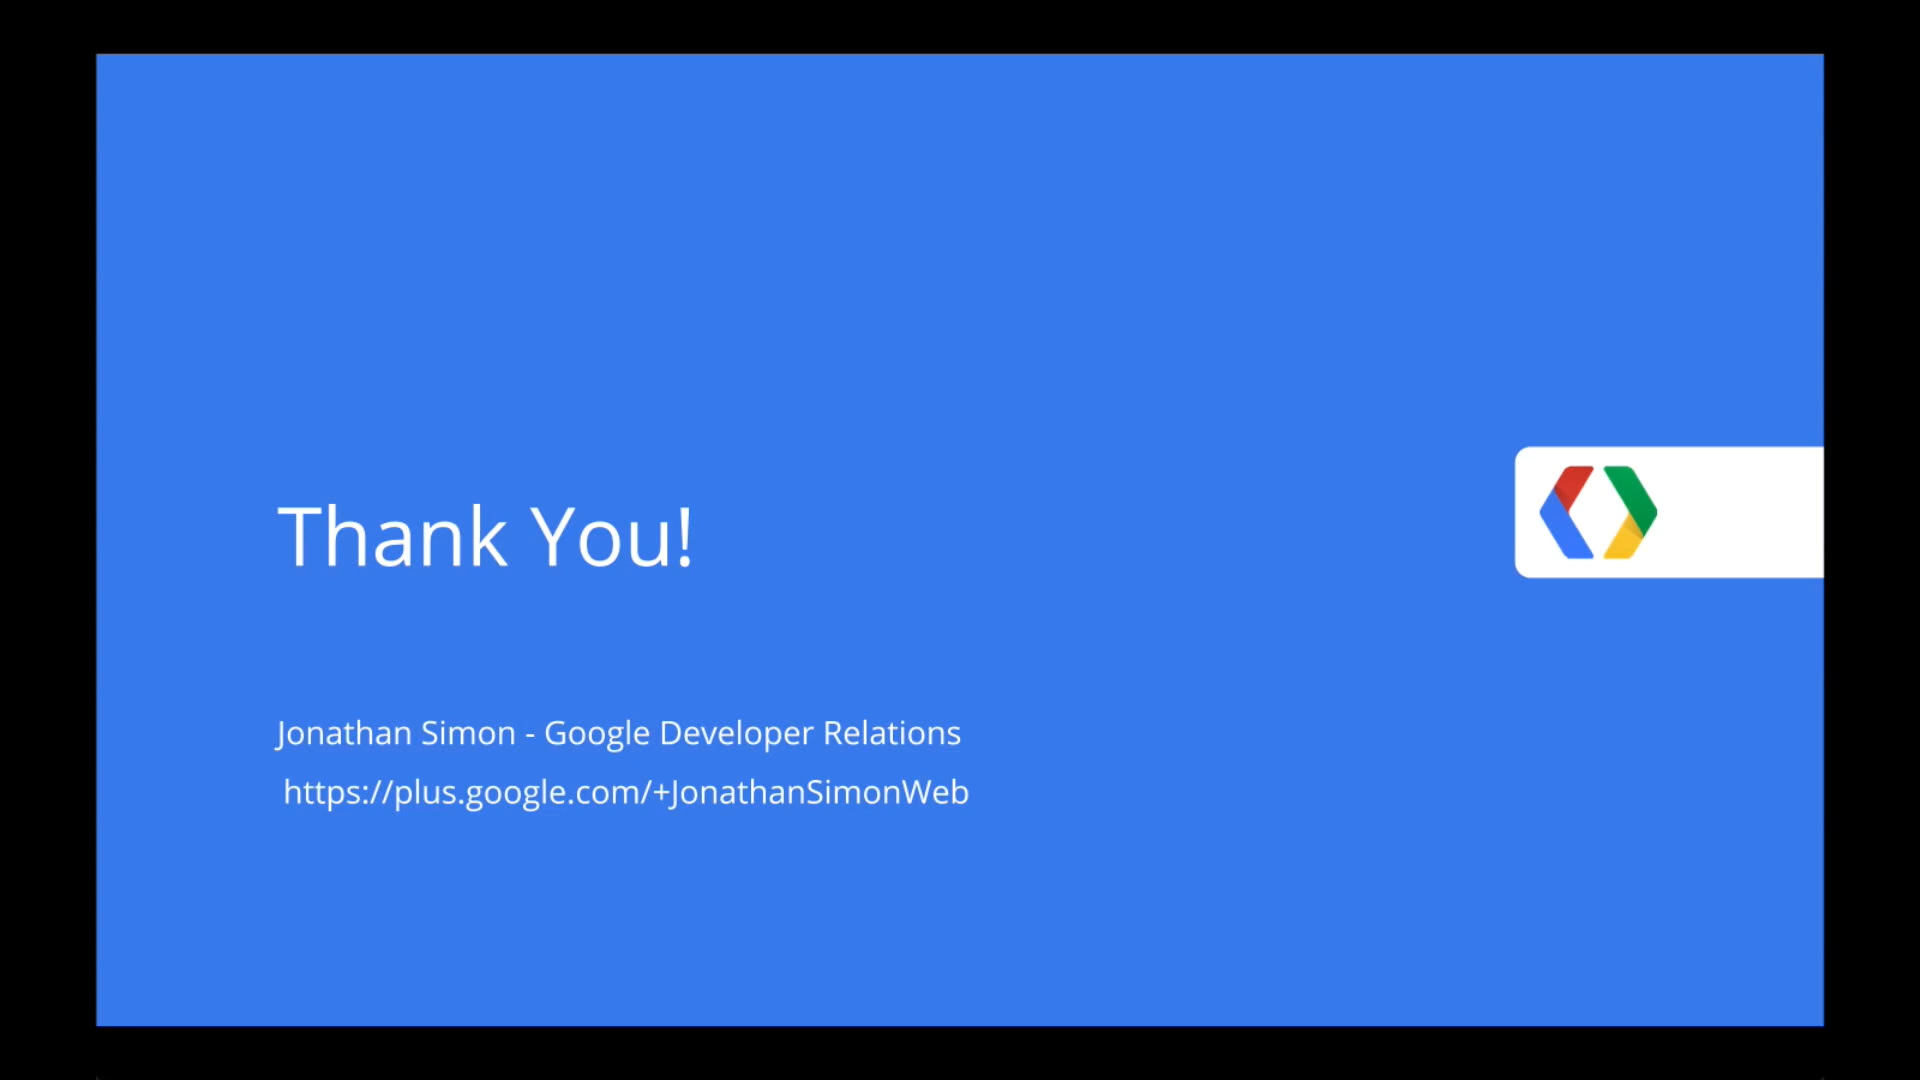 Thank You!
Jonathan Simon - Google Developer Relations
https://plus.google.com/+JonathanSimonWeb